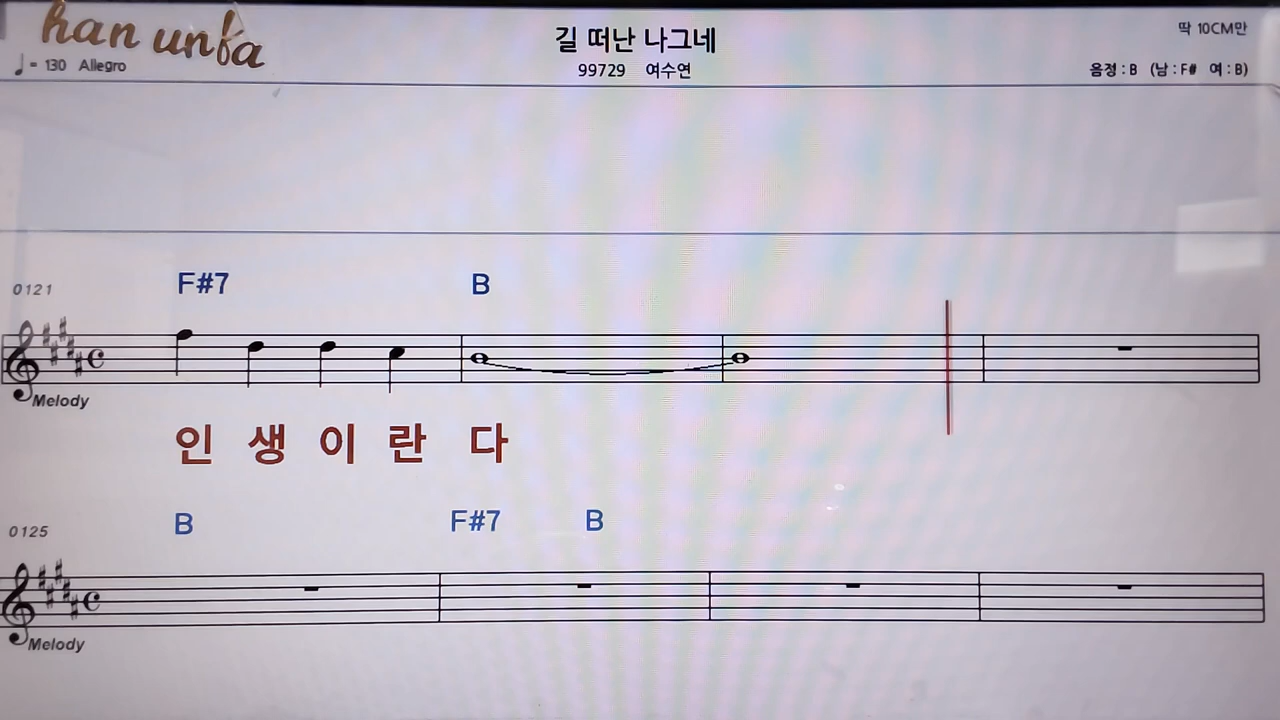 han unba
♩= 130 Allegro
길 떠난 나그네
99729 여수연
딱 10CM만
음정 : B (남 : F# 여 : B)
0121
F#7 B
Melody
인 생 이 란 다
0125
B F#7 B
Melody